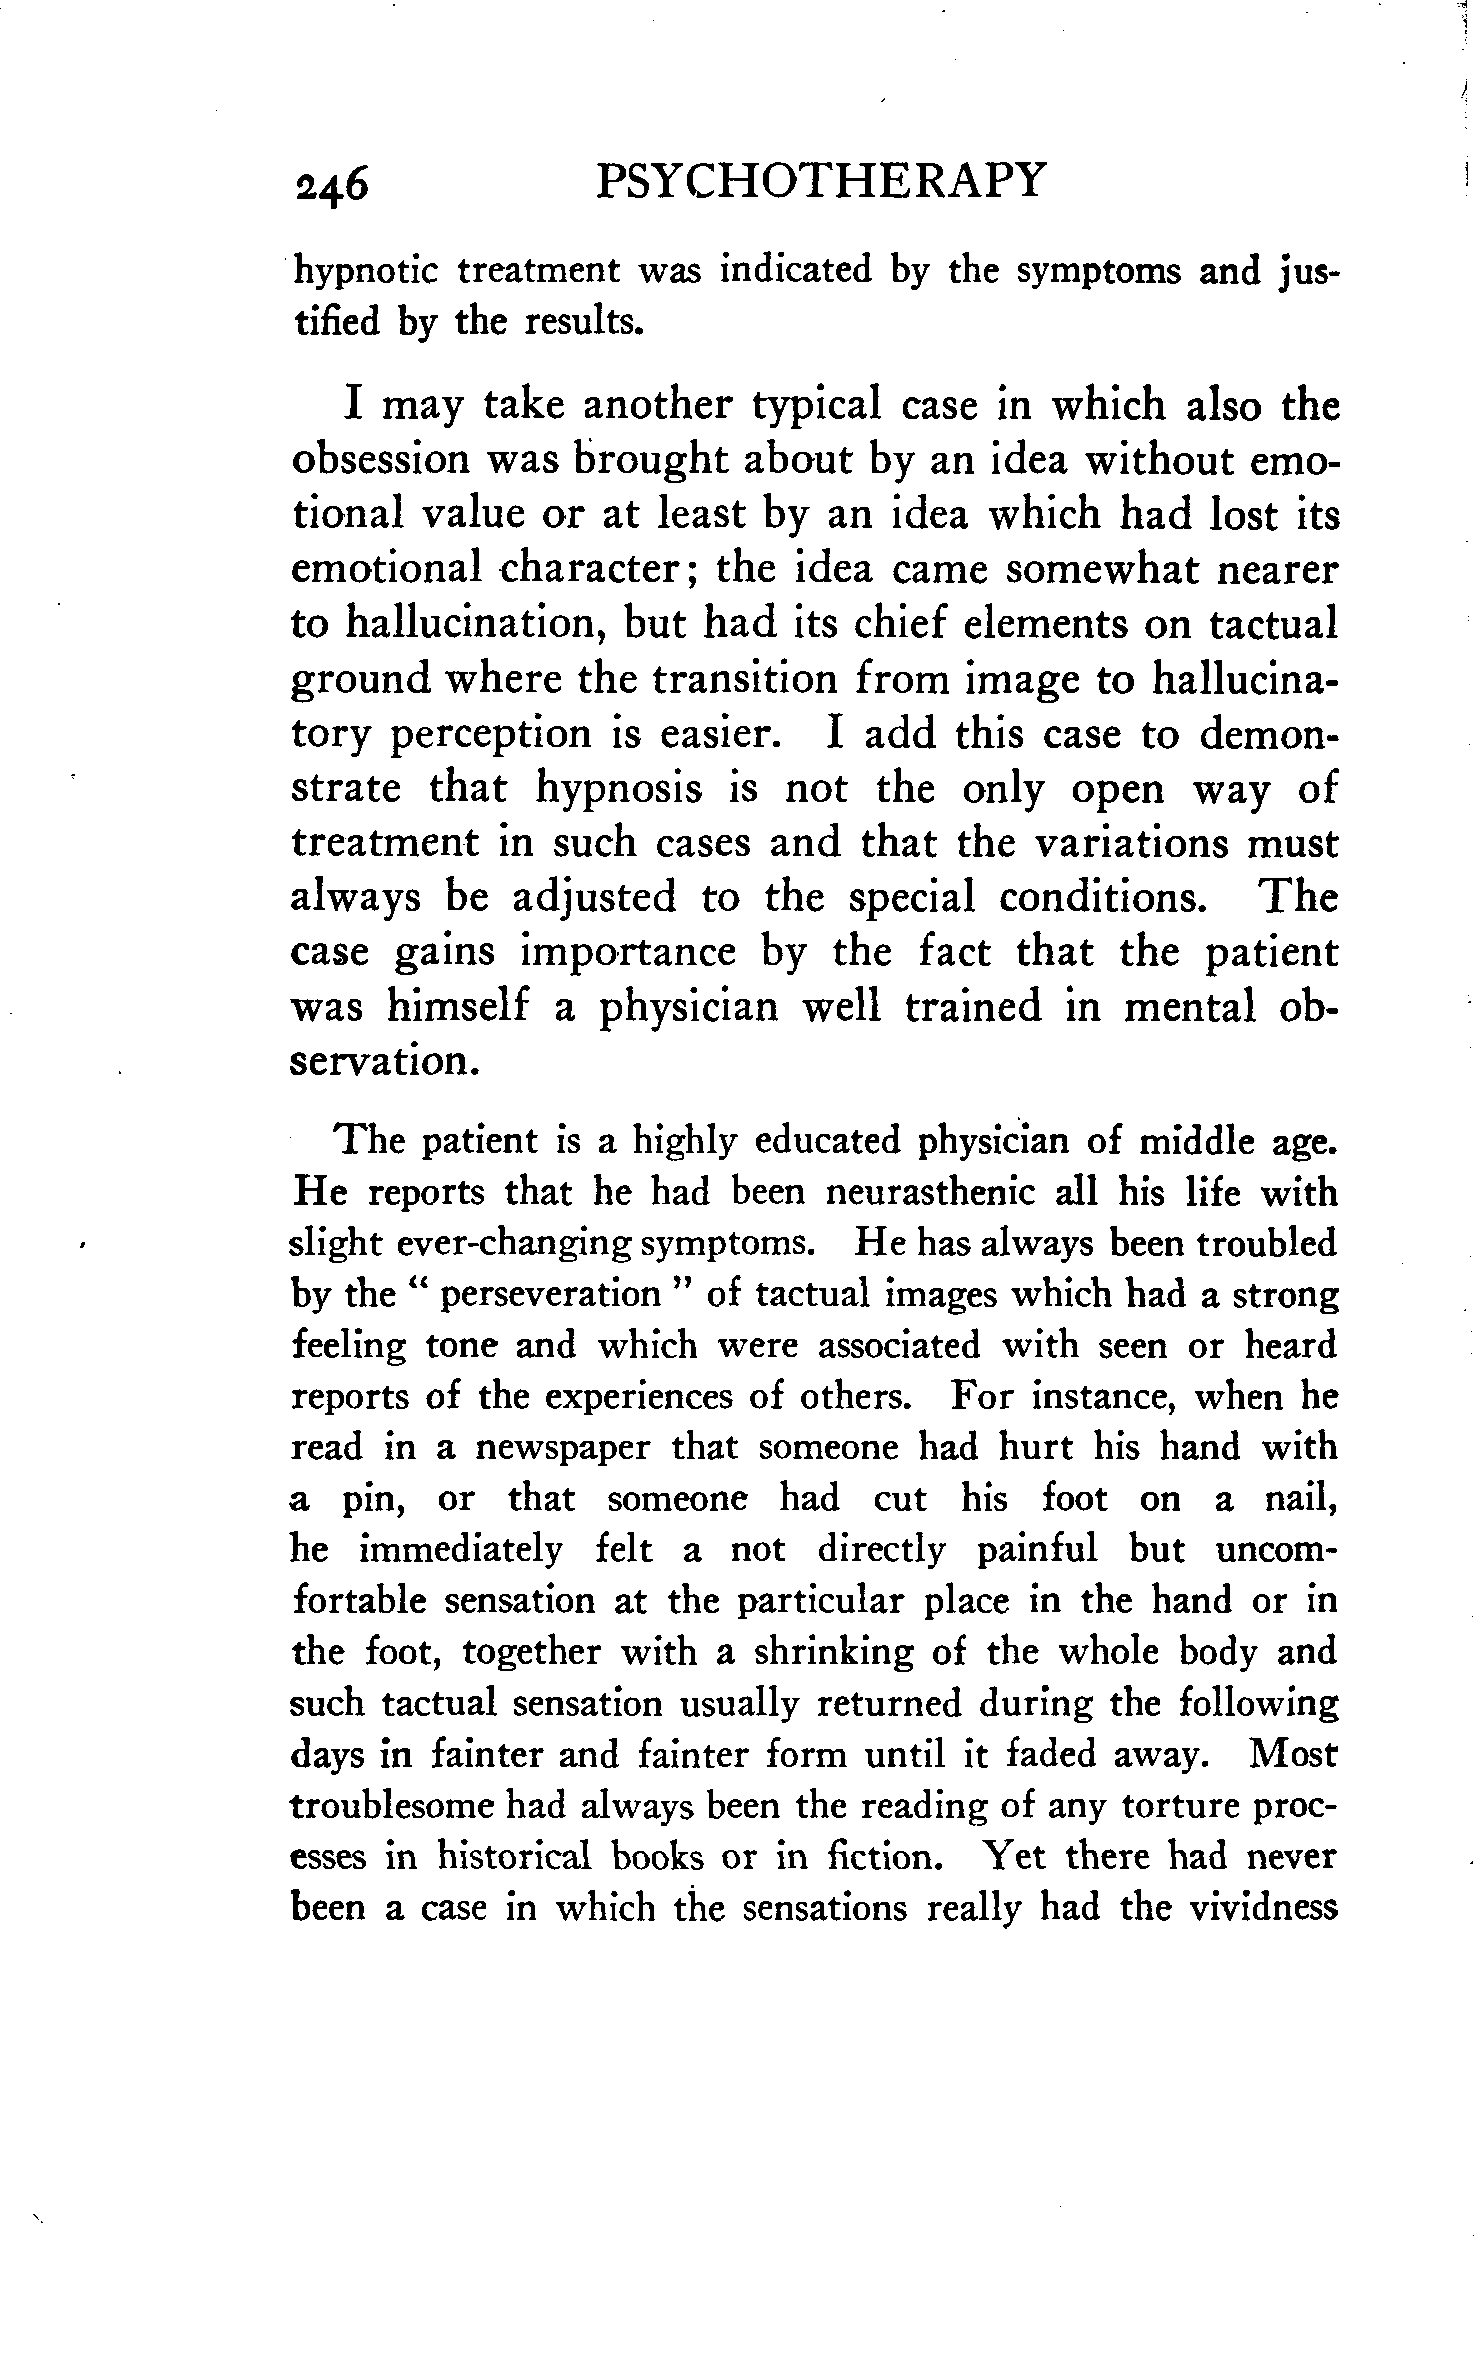 246 PSYCHOTHERAPY
hypnotic treatment was indicated by the symptoms and jus-
tified by the results.
I may take another typical case in which also the
obsession was brought about by an idea without emo-
tional value or at least by an idea which had lost its
emotional character; the idea came somewhat nearer
to hallucination, but had its chief elements on tactual
ground where the transition from image to hallucina-
tory perception is easier. I add this case to demon-
strate that hypnosis is not the only open way of
treatment in such cases and that the variations must
always be adjusted to the special conditions. The
case gains importance by the fact that the patient
was himself a physician well trained in mental ob-
servation.
The patient is a highly educated physician of middle age.
He reports that he had been neurasthenic all his life with
slight ever-changing symptoms. He has always been troubled
by the “ perseveration ” of tactual images which had a strong
feeling tone and which were associated with seen or heard
reports of the experiences of others. For instance, when he
read in a newspaper that someone had hurt his hand with
a pin, or that someone had cut his foot on a nail,
he immediately felt a not directly painful but uncom-
fortable sensation at the particular place in the hand or in
the foot, together with a shrinking of the whole body and
such tactual sensation usually returned during the following
days in fainter and fainter form until it faded away. Most
troublesome had always been the reading of any torture proc-
esses in historical books or in fiction. Yet there had never
been a case in which the sensations really had the vividness